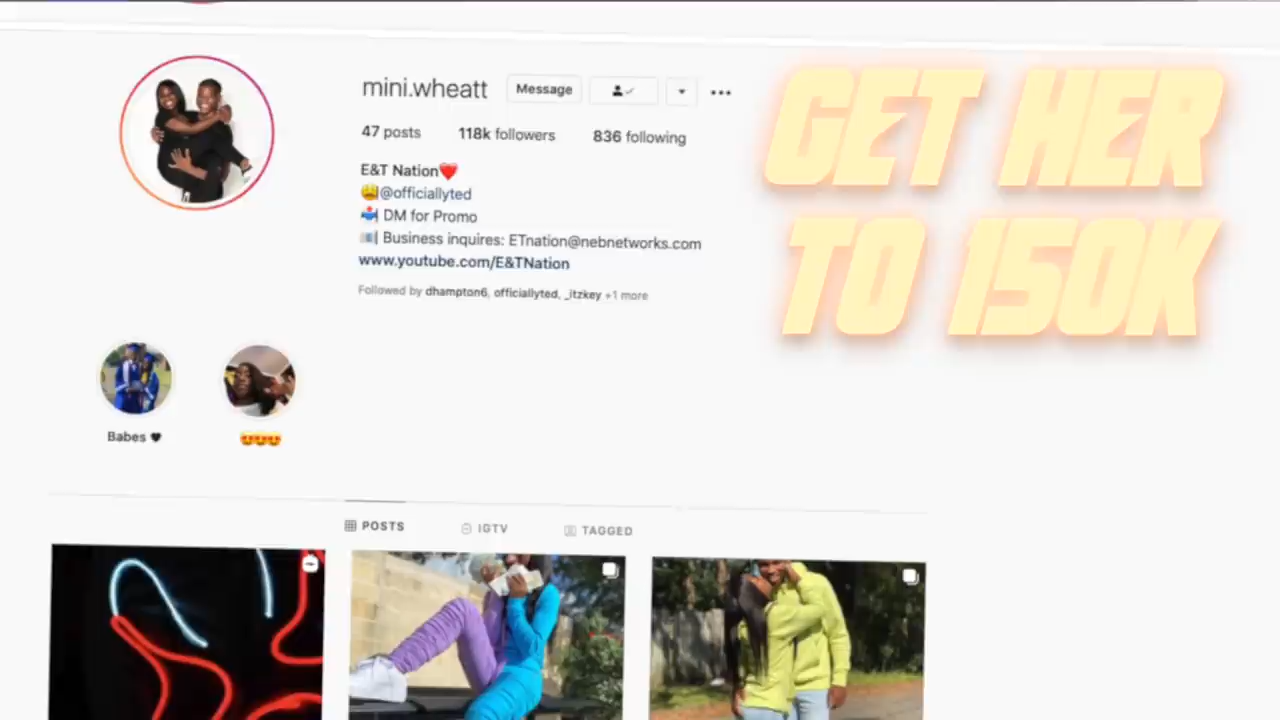 mini.wheatt Message
47 posts 118k followers 836 following
E&T Nation❤️
😩@officiallyted
📩 DM for Promo
📧 Business inquires: ETnation@nebnetworks.com
www.youtube.com/E&TNation
Followed by dhampton6, officiallyted, _itzkey +1 more
GET HER
TO 150K
Babes 🖤
😍😍😍
POSTS IGTV TAGGED